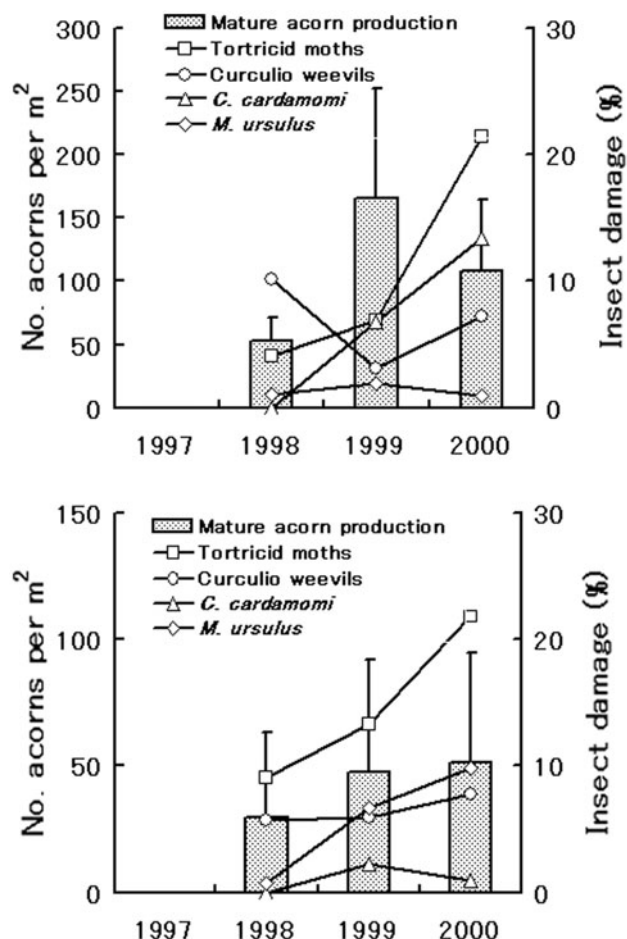 300
250
200
150
100
50
0
No. acorns per m²
Mature acorn production
Tortricid moths
Curculio weevils
C. cardamomi
M. ursulus
30
20
10
0
Insect damage (%)
1997 1998 1999 2000
150
100
50
0
No. acorns per m²
Mature acorn production
Tortricid moths
Curculio weevils
C. cardamomi
M. ursulus
30
20
10
0
Insect damage (%)
1997 1998 1999 2000